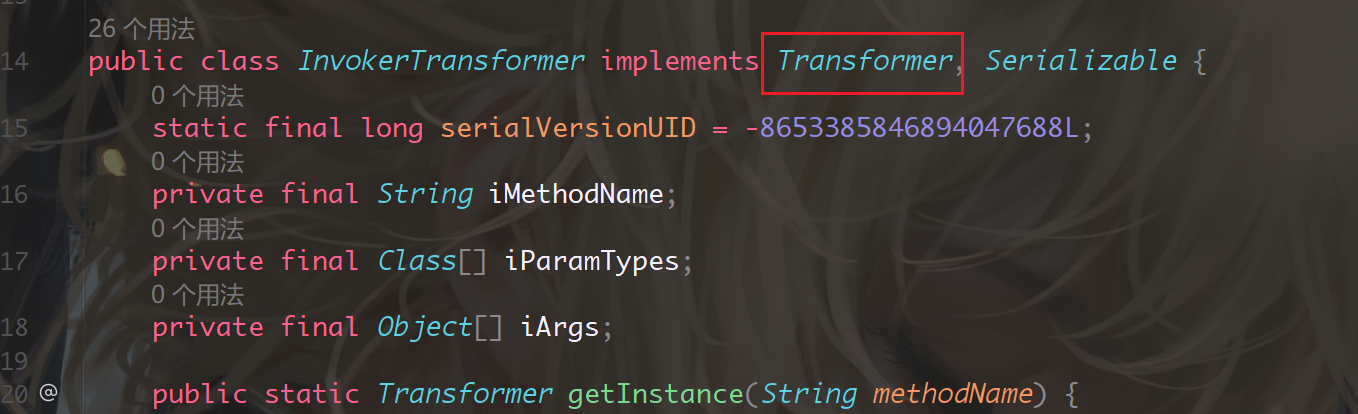 26 个用法
14 public class InvokerTransformer implements Transformer, Serializable {
0 个用法
15 static final long serialVersionUID = -8653385846894047688L;
0 个用法
16 private final String iMethodName;
0 个用法
17 private final Class[] iParamTypes;
0 个用法
18 private final Object[] iArgs;
19
20 @ public static Transformer getInstance(String methodName) {